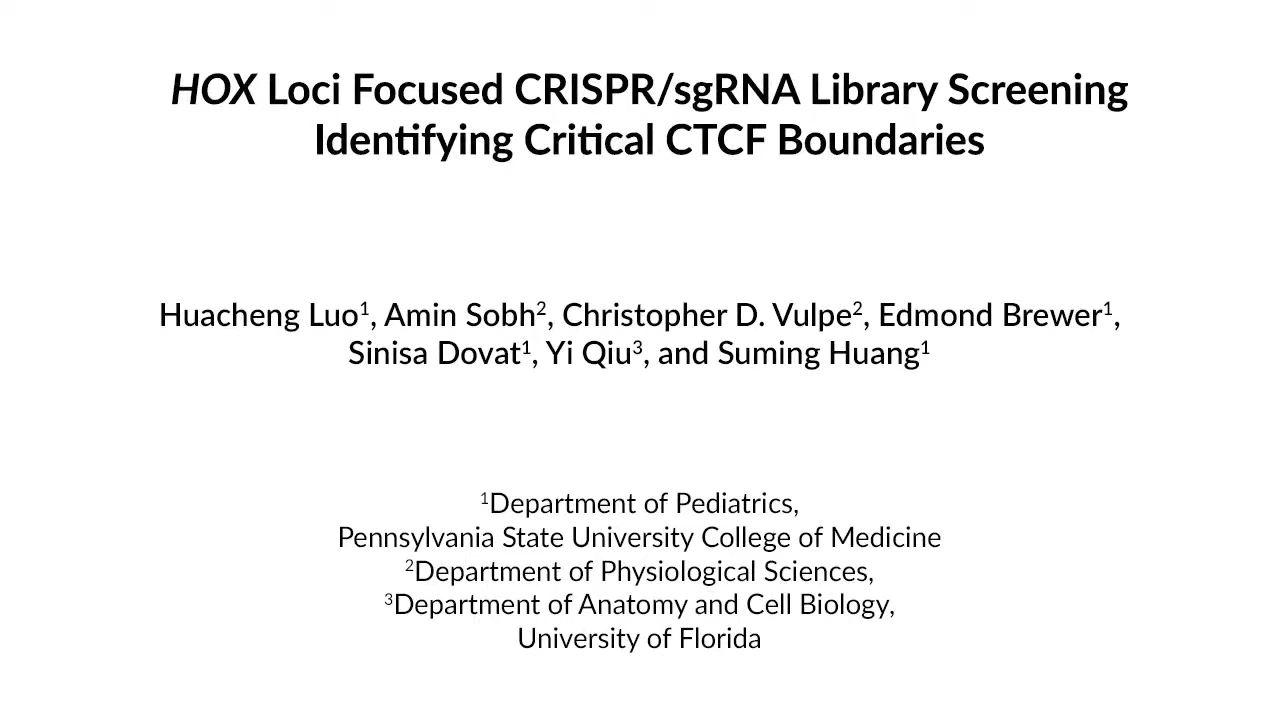 HOX Loci Focused CRISPR/sgRNA Library Screening
Identifying Critical CTCF Boundaries
Huacheng Luo¹, Amin Sobh², Christopher D. Vulpe², Edmond Brewer¹,
Sinisa Dovat¹, Yi Qiu³, and Suming Huang¹
¹Department of Pediatrics,
Pennsylvania State University College of Medicine
²Department of Physiological Sciences,
³Department of Anatomy and Cell Biology,
University of Florida